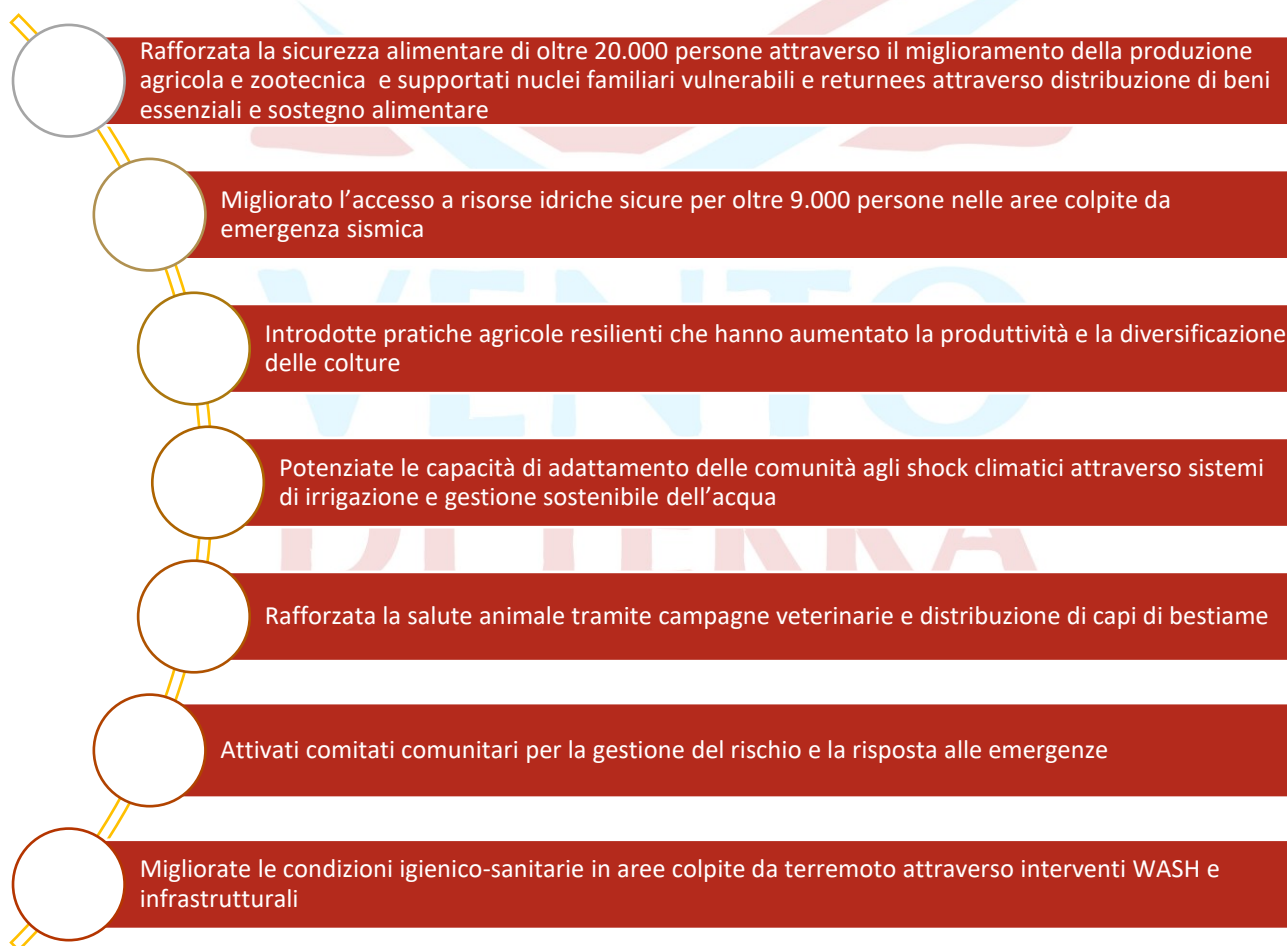 Rafforzata la sicurezza alimentare di oltre 20.000 persone attraverso il miglioramento della produzione
agricola e zootecnica  e supportati nuclei familiari vulnerabili e returnees attraverso distribuzione di beni
essenziali e sostegno alimentare
Migliorato l’accesso a risorse idriche sicure per oltre 9.000 persone nelle aree colpite da
emergenza sismica
VENTO
Introdotte pratiche agricole resilienti che hanno aumentato la produttività e la diversificazione
delle colture
Potenziate le capacità di adattamento delle comunità agli shock climatici attraverso sistemi
di irrigazione e gestione sostenibile dell’acqua
DI TERRA
Rafforzata la salute animale tramite campagne veterinarie e distribuzione di capi di bestiame
Attivati comitati comunitari per la gestione del rischio e la risposta alle emergenze
Migliorate le condizioni igienico-sanitarie in aree colpite da terremoto attraverso interventi WASH e
infrastrutturali